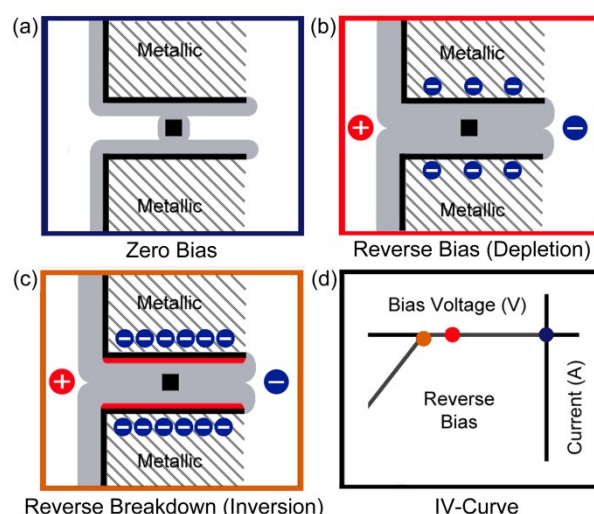 (a)
Metallic
Metallic
Zero Bias
(b)
Metallic
Metallic
Reverse Bias (Depletion)
(c)
Metallic
Metallic
Reverse Breakdown (Inversion)
(d)
Bias Voltage (V)
Current (A)
Reverse
Bias
IV-Curve